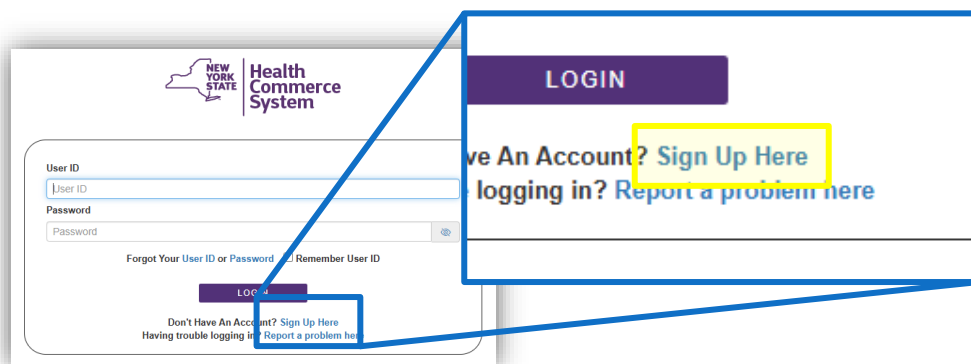 NEW
YORK
STATE
Health
Commerce
System
User ID
User ID
Password
Password
Forgot Your User ID or Password Remember User ID
LOGIN
Don't Have An Account? Sign Up Here
Having trouble logging in? Report a problem here
LOGIN
ve An Account? Sign Up Here
logging in? Report a problem here